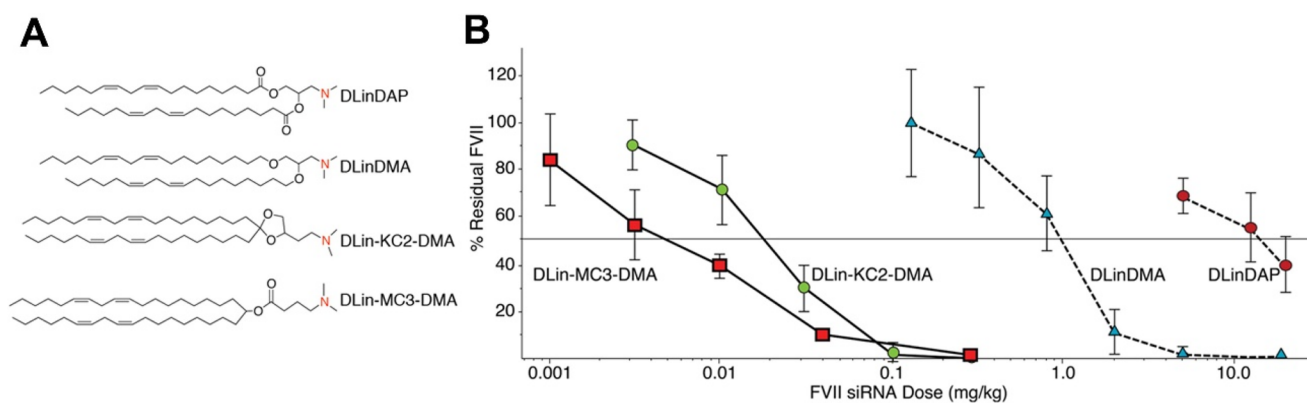 A
B
O
O
O
O
N
DLinDAP
O
O
N
DLinDMA
O
O
N
DLin-KC2-DMA
O
O
N
DLin-MC3-DMA
% Residual FVII
120
100
80
60
40
20
DLin-MC3-DMA
DLin-KC2-DMA
DLinDMA
DLinDAP
0.001
0.01
0.1
1.0
10.0
FVII siRNA Dose (mg/kg)